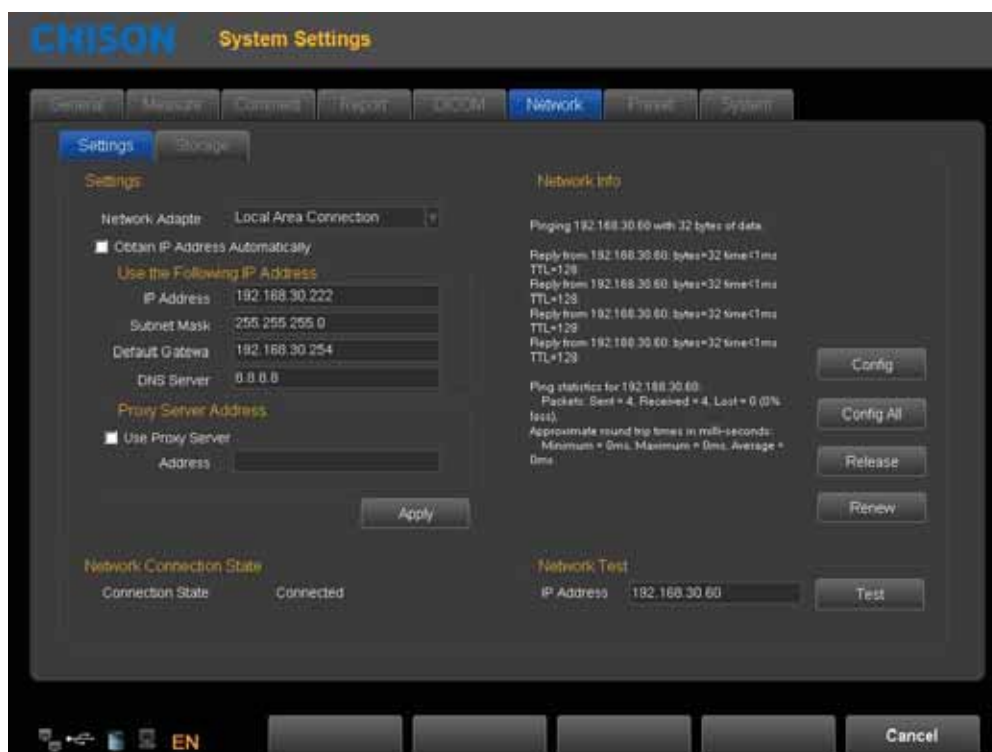 CHISON
System Settings
General Measure Comment Report DICOM Network Preset System
Settings Storage
Settings
Network Adapte Local Area Connection
Obtain IP Address Automatically
Use the Following IP Address
IP Address 192.168.30.222
Subnet Mask 255.255.255.0
Default Gatewa 192.168.30.254
DNS Server 8.8.8.8
Proxy Server Address
Use Proxy Server
Address
Apply
Network Connection State
Connection State Connected
Network Info
Pinging 192.168.30.60 with 32 bytes of data:
Reply from 192.168.30.60: bytes=32 time<1ms
TTL=128
Reply from 192.168.30.60: bytes=32 time<1ms
TTL=128
Reply from 192.168.30.60: bytes=32 time<1ms
TTL=128
Reply from 192.168.30.60: bytes=32 time<1ms
TTL=128
Ping statistics for 192.168.30.60:
Packets: Sent = 4, Received = 4, Lost = 0 (0%
loss),
Approximate round trip times in milli-seconds:
Minimum = 0ms, Maximum = 0ms, Average =
0ms
Config
Config All
Release
Renew
Network Test
IP Address 192.168.30.60 Test
EN
Cancel